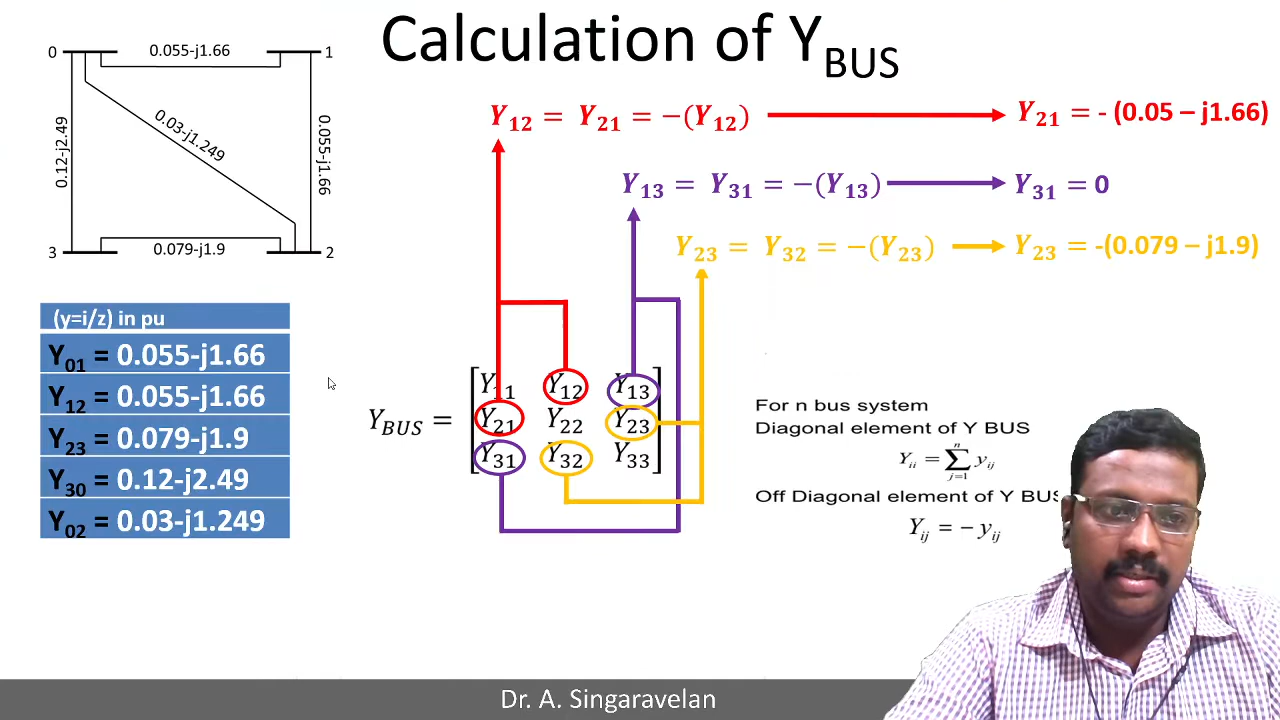 Calculation of YBUS
0 0.055-j1.66 1
0.12-j2.49
0.03-j1.249
0.055-j1.66
3 0.079-j1.9 2
Y12 = Y21 = −(Y12) Y21 = - (0.05 – j1.66)
Y13 = Y31 = −(Y13) Y31 = 0
Y23 = Y32 = −(Y23) Y23 = -(0.079 – j1.9)
(y=i/z) in pu
Y01 = 0.055-j1.66
Y12 = 0.055-j1.66
Y23 = 0.079-j1.9
Y30 = 0.12-j2.49
Y02 = 0.03-j1.249
YBUS =
Y11 Y12 Y13
Y21 Y22 Y23
Y31 Y32 Y33
For n bus system
Diagonal element of Y BUS
Yii = ∑ n j=1 yij
Off Diagonal element of Y BUS
Yij = − yij
Dr. A. Singaravelan